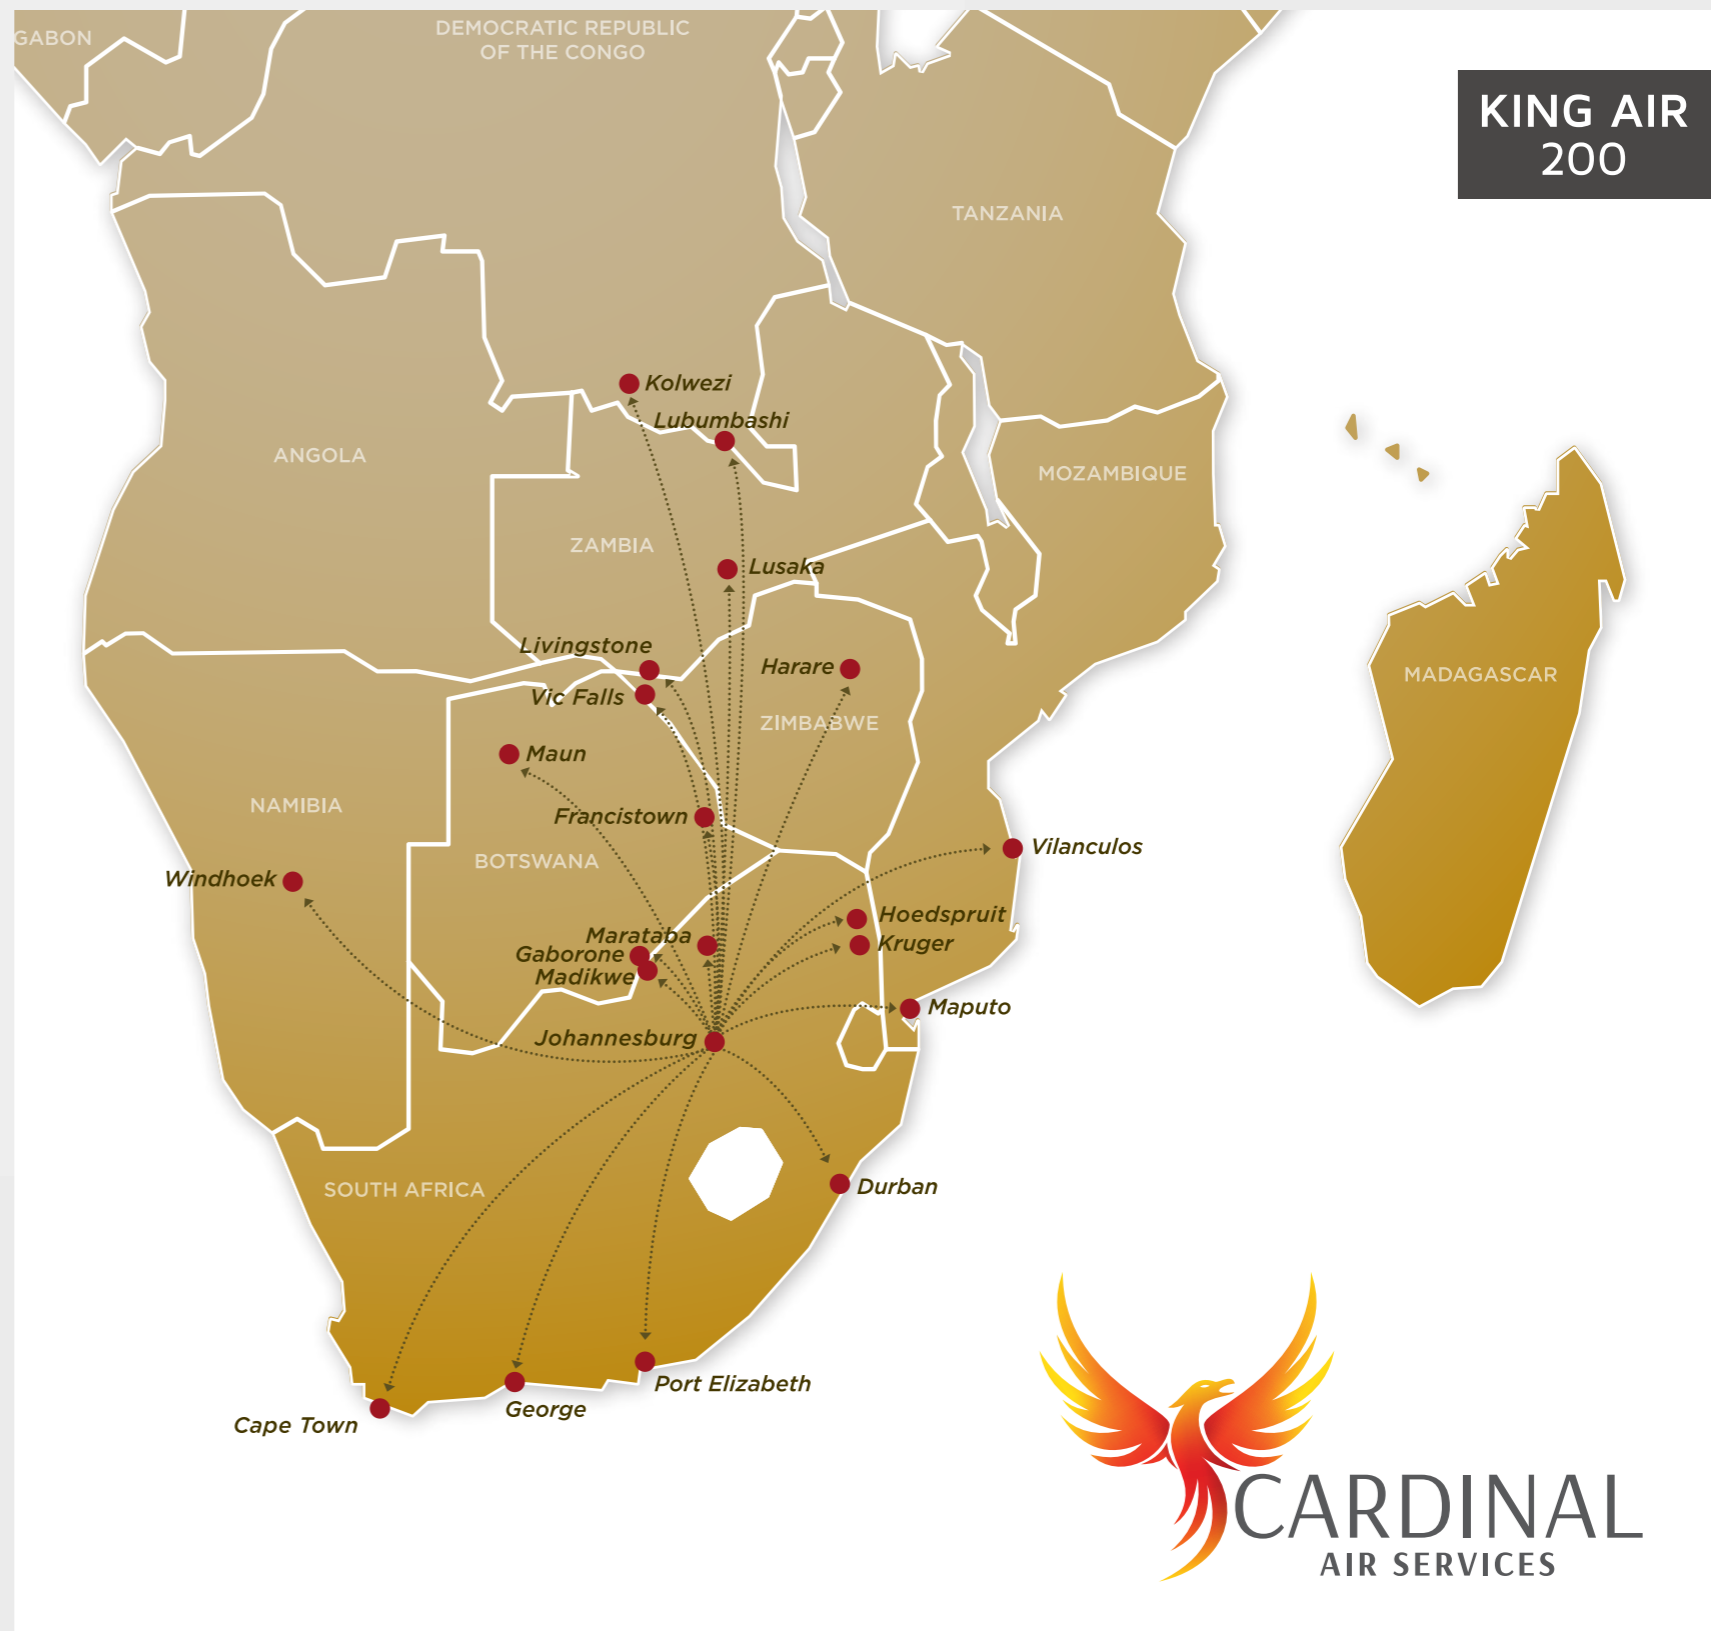 GABON
DEMOCRATIC REPUBLIC
OF THE CONGO
KING AIR
200
TANZANIA
Kolwezi
Lubumbashi
ANGOLA
MOZAMBIQUE
ZAMBIA
Lusaka
Livingstone
Harare
MADAGASCAR
Vic Falls
ZIMBABWE
Maun
NAMIBIA
Francistown
Vilanculos
BOTSWANA
Windhoek
Hoedspruit
Marataba
Kruger
Gaborone
Madikwe
Maputo
Johannesburg
Durban
SOUTH AFRICA
Port Elizabeth
George
Cape Town
CARDINAL
AIR SERVICES